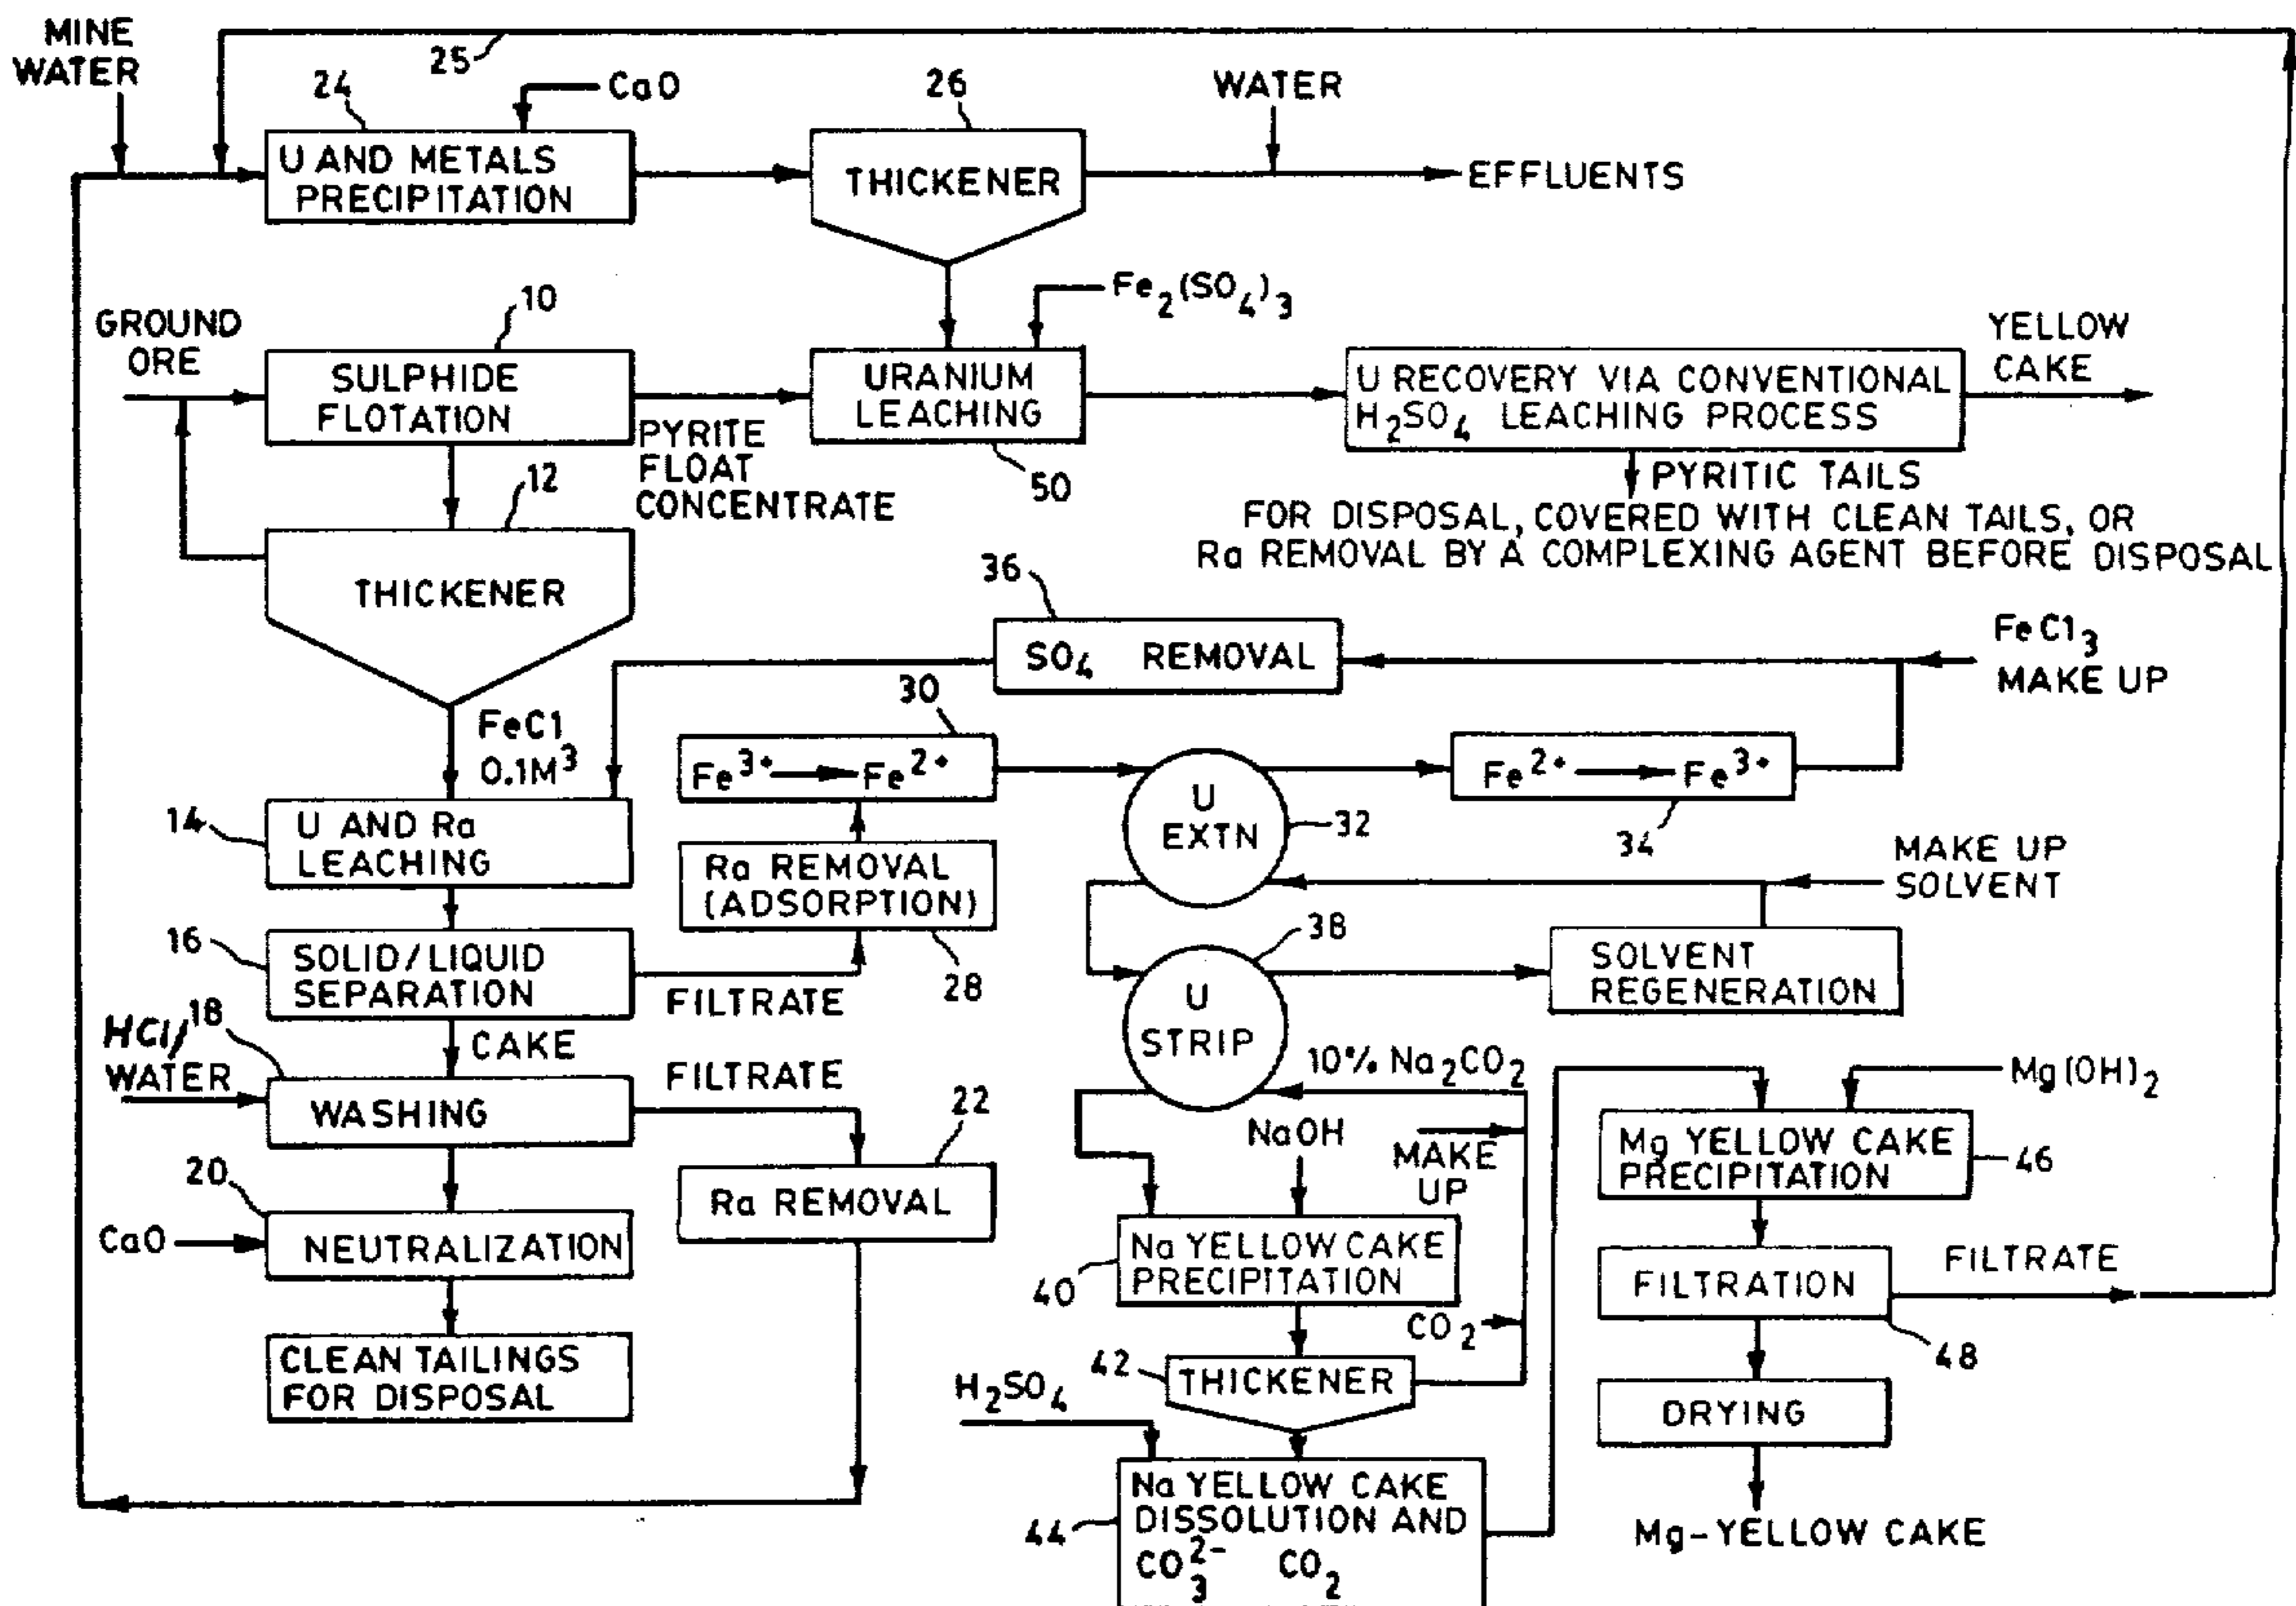 MINE
WATER
25
24
CaO
26
WATER
U AND METALS
PRECIPITATION
THICKENER
EFFLUENTS
GROUND
ORE
10
Fe2(SO4)3
SULPHIDE
FLOTATION
URANIUM
LEACHING
U RECOVERY VIA CONVENTIONAL
H2SO4 LEACHING PROCESS
YELLOW
CAKE
PYRITE
FLOAT
CONCENTRATE
50
PYRITIC TAILS
FOR DISPOSAL, COVERED WITH CLEAN TAILS, OR
Ra REMOVAL BY A COMPLEXING AGENT BEFORE DISPOSAL
12
THICKENER
36
SO4 REMOVAL
FeCl3
MAKE UP
FeCl
0.1M3
30
Fe3+ Fe2+
U
EXTN
32
Fe2+ Fe3+
34
14
U AND Ra
LEACHING
Ra REMOVAL
(ADSORPTION)
28
MAKE UP
SOLVENT
16
SOLID/LIQUID
SEPARATION
FILTRATE
38
U
STRIP
SOLVENT
REGENERATION
HCl/
WATER
18
CAKE
WASHING
FILTRATE
22
Ra REMOVAL
10% Na2CO2
NaOH
MAKE
UP
Mg(OH)2
Mg YELLOW CAKE
PRECIPITATION
46
20
CaO
NEUTRALIZATION
Na YELLOW CAKE
PRECIPITATION
40
CO2
FILTRATION
FILTRATE
48
CLEAN TAILINGS
FOR DISPOSAL
42
THICKENER
H2SO4
DRYING
Na YELLOW CAKE
DISSOLUTION AND
CO3 2- CO2
44
Mg-YELLOW CAKE